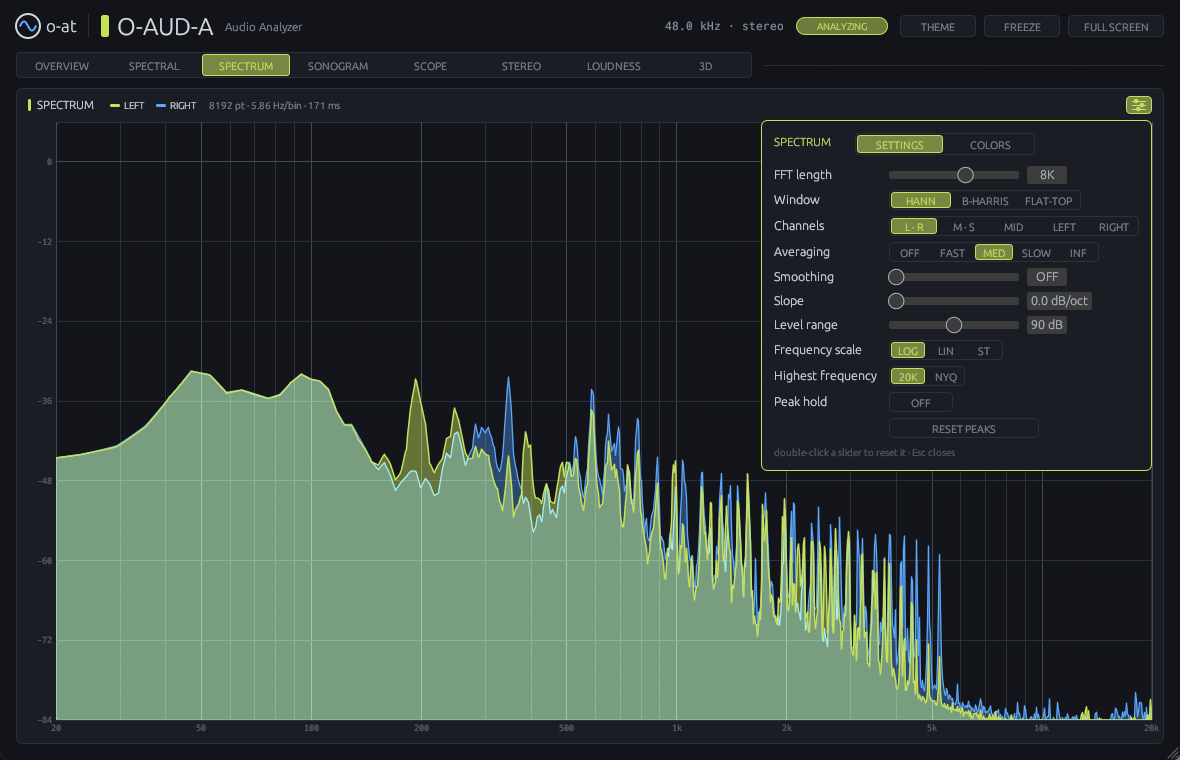 o-at O-AUD-A Audio Analyzer 48.0 kHz · stereo ANALYZING THEME FREEZE FULL SCREEN
OVERVIEW SPECTRAL SPECTRUM SONOGRAM SCOPE STEREO LOUDNESS 3D
SPECTRUM LEFT RIGHT 8192 pt · 5.86 Hz/bin · 171 ms
SPECTRUM SETTINGS COLORS
FFT length 8K
Window HANN B-HARRIS FLAT-TOP
Channels L · R M · S MID LEFT RIGHT
Averaging OFF FAST MED SLOW INF
Smoothing OFF
Slope 0.0 dB/oct
Level range 90 dB
Frequency scale LOG LIN ST
Highest frequency 20K NYQ
Peak hold OFF
RESET PEAKS
double-click a slider to reset it · Esc closes
0
-12
-24
-36
-48
-60
-72
-84
20 50 100 200 500 1k 2k 5k 10k 20k